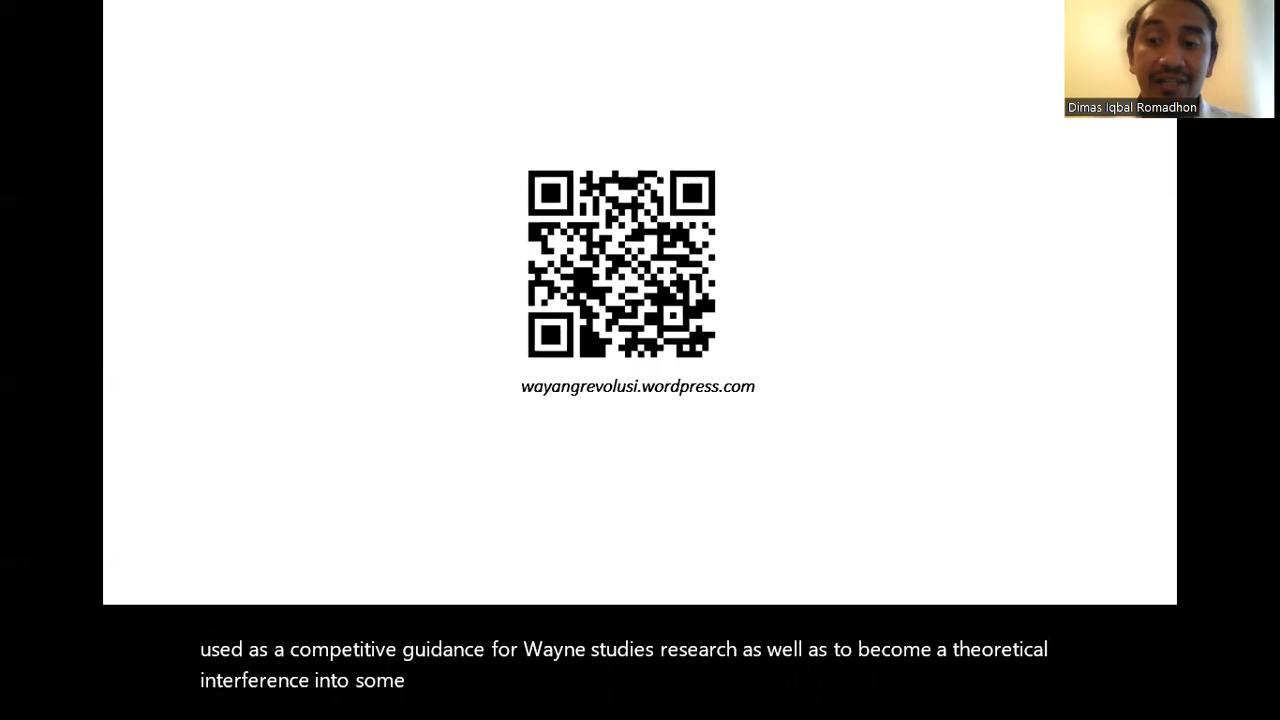 Dimas Iqbal Romadhon
wayangrevolusi.wordpress.com
used as a competitive guidance for Wayne studies research as well as to become a theoretical
interference into some